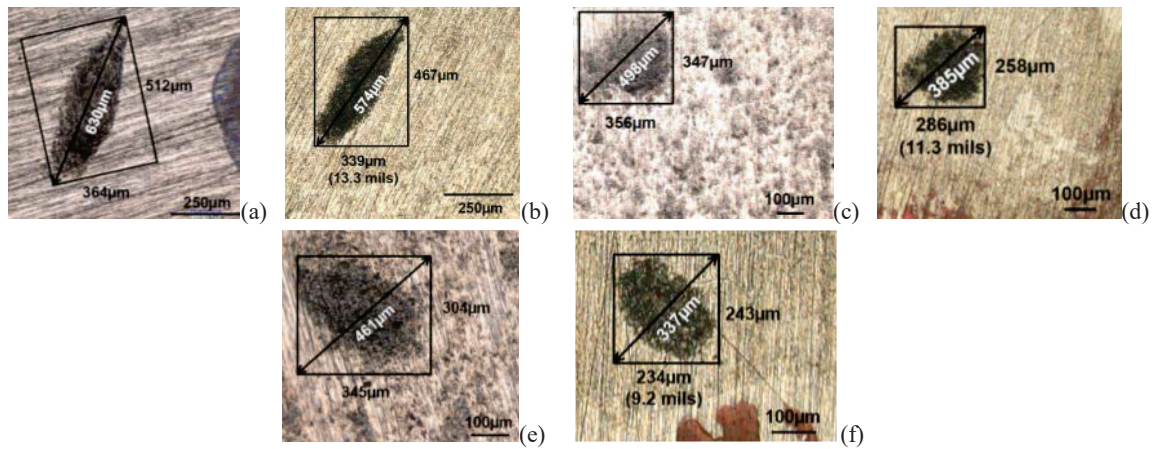 630µm
512µm
364µm
250µm
(a)
574µm
467µm
339µm
(13.3 mils)
250µm
(b)
498µm
347µm
356µm
100µm
(c)
385µm
258µm
286µm
(11.3 mils)
100µm
(d)
461µm
304µm
345µm
100µm
(e)
337µm
243µm
234µm
(9.2 mils)
100µm
(f)